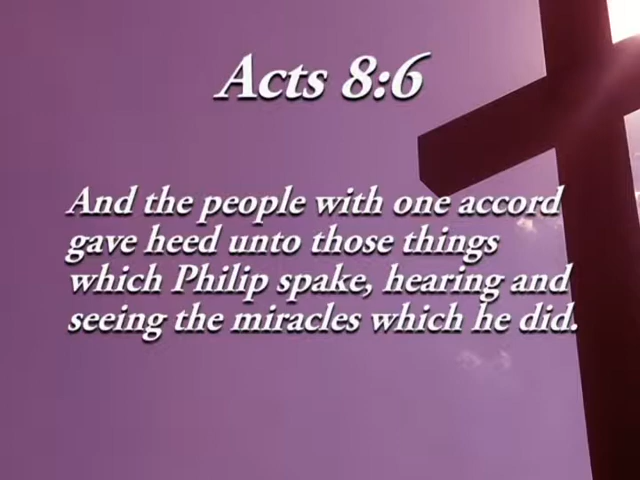 Acts 8:6
And the people with one accord
gave heed unto those things
which Philip spake, hearing and
seeing the miracles which he did.